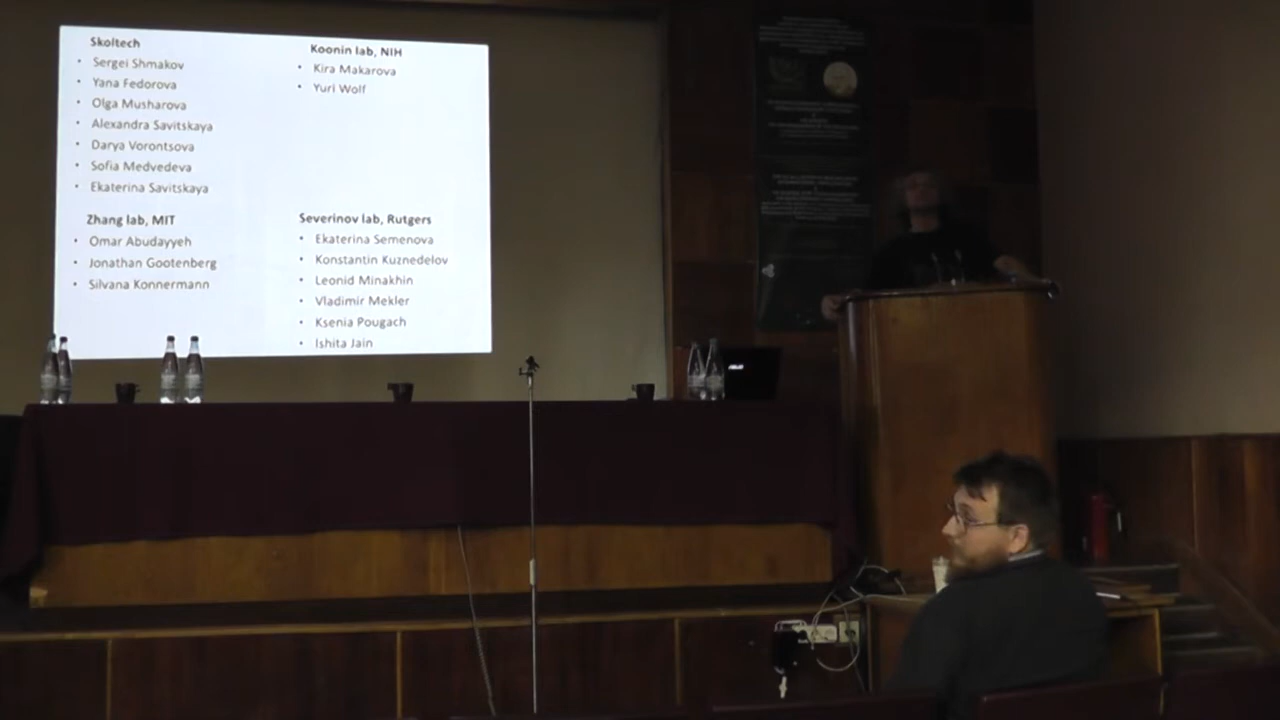 Skoltech
• Sergei Shmakov
• Yana Fedorova
• Olga Musharova
• Alexandra Savitskaya
• Darya Vorontsova
• Sofia Medvedeva
• Ekaterina Savitskaya
Koonin lab, NIH
• Kira Makarova
• Yuri Wolf
Zhang lab, MIT
• Omar Abudayyeh
• Jonathan Gootenberg
• Silvana Konnermann
Severinov lab, Rutgers
• Ekaterina Semenova
• Konstantin Kuznedelov
• Leonid Minakhin
• Vladimir Mekler
• Ksenia Pougach
• Ishita Jain
ASUS